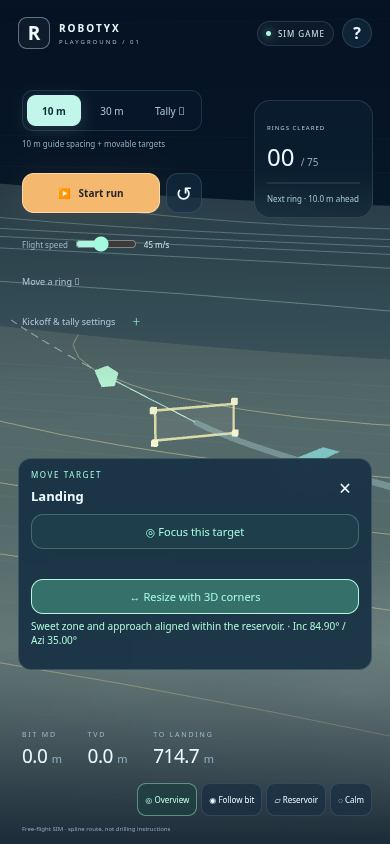 R
ROBOTYX
PLAYGROUND / 01
SIM GAME
?
10 m
30 m
Tally
10 m guide spacing + movable targets
RINGS CLEARED
00 / 75
Next ring · 10.0 m ahead
Start run
Flight speed
45 m/s
Move a ring
Kickoff & tally settings
MOVE TARGET
Landing
◎ Focus this target
↔ Resize with 3D corners
Sweet zone and approach aligned within the reservoir. · Inc 84.90° /
Azi 35.00°
BIT MD
TVD
TO LANDING
0.0 m
0.0 m
714.7 m
◎ Overview
◉ Follow bit
▱ Reservoir
○ Calm
Free-flight SIM · spline route, not drilling instructions